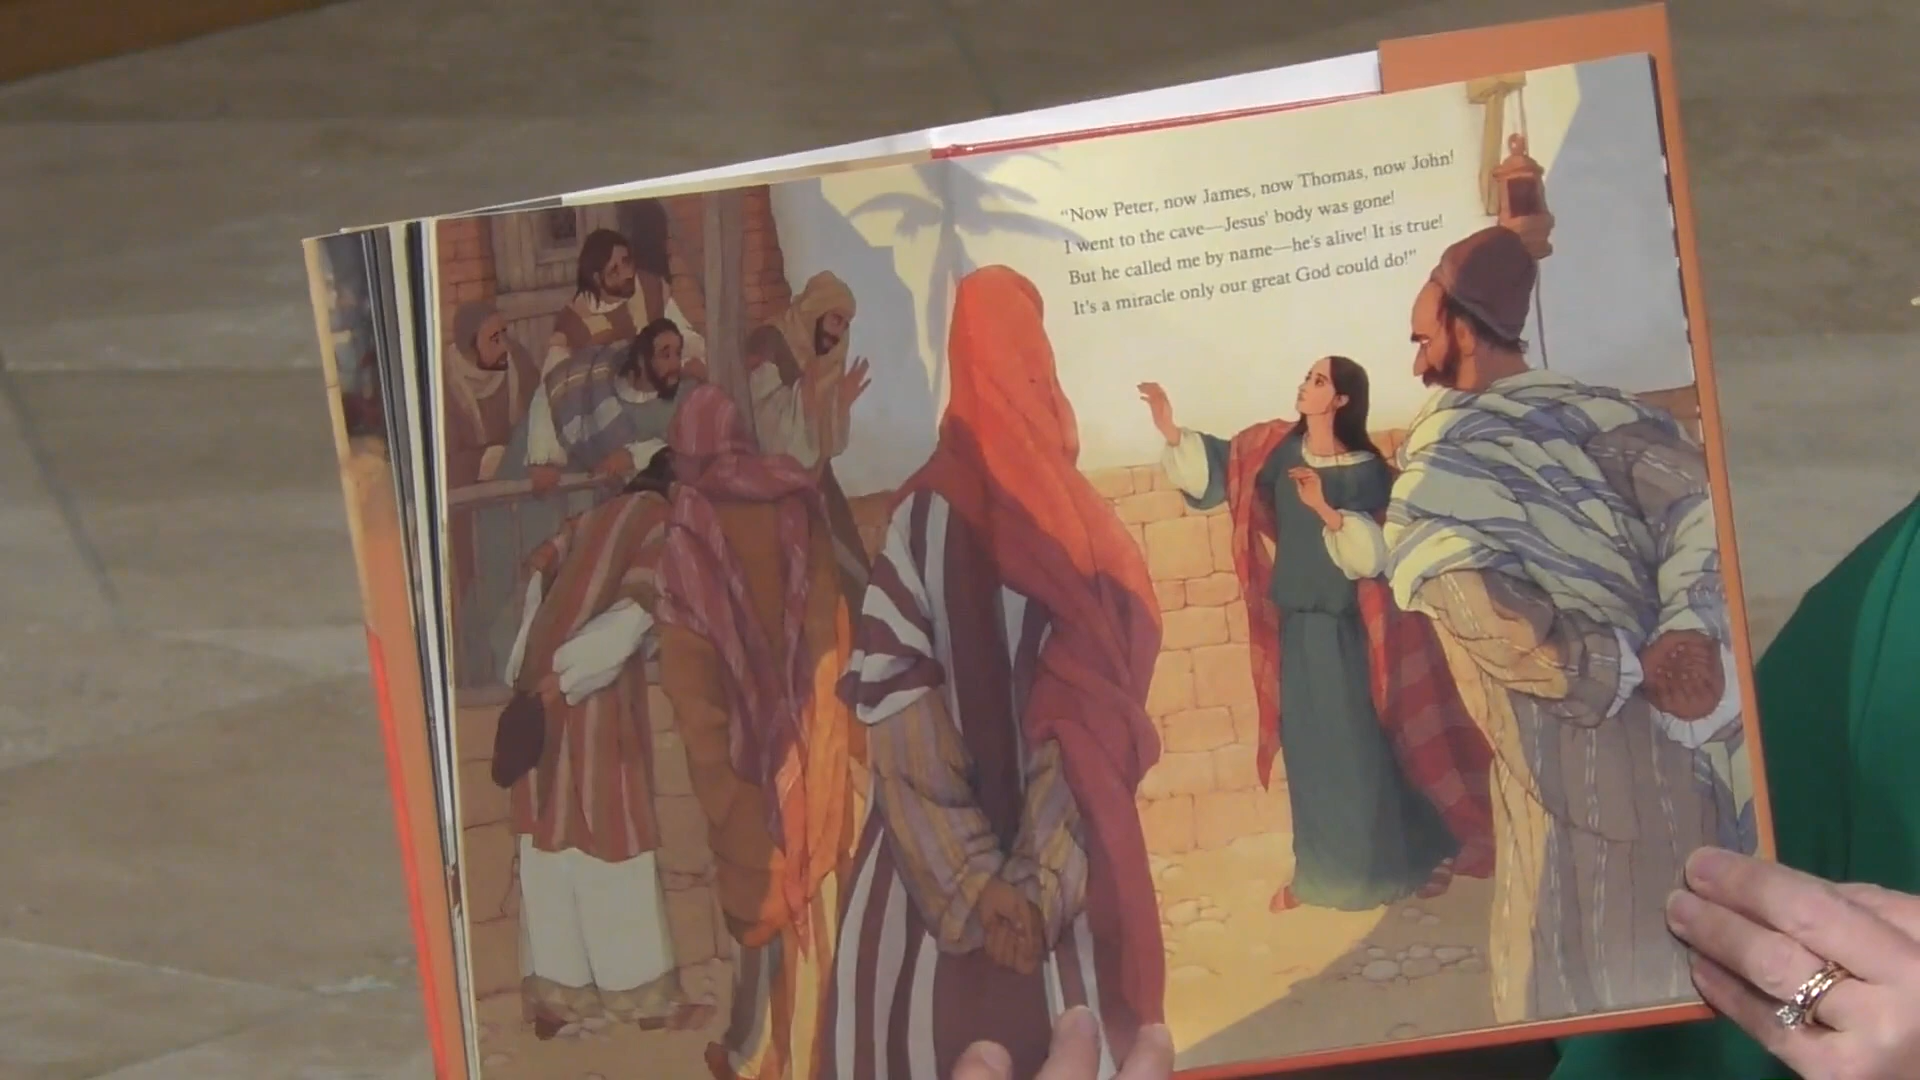 “Now Peter, now James, now Thomas, now John!
I went to the cave—Jesus’ body was gone!
But he called me by name—he’s alive! It is true!
It’s a miracle only our great God could do!”